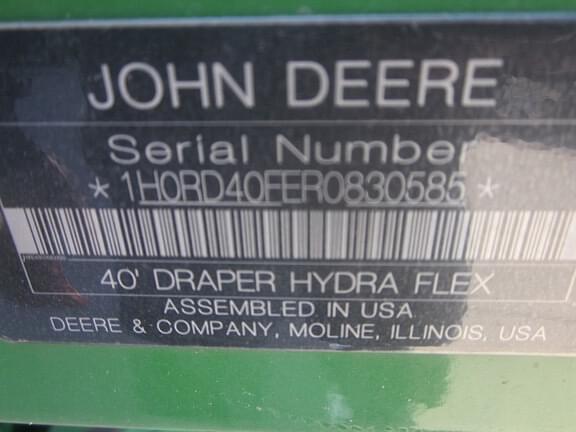 JOHN DEERE
Serial Number
*1H0RD40FER0830585*
40' DRAPER HYDRA FLEX
ASSEMBLED IN USA
DEERE & COMPANY, MOLINE, ILLINOIS, USA